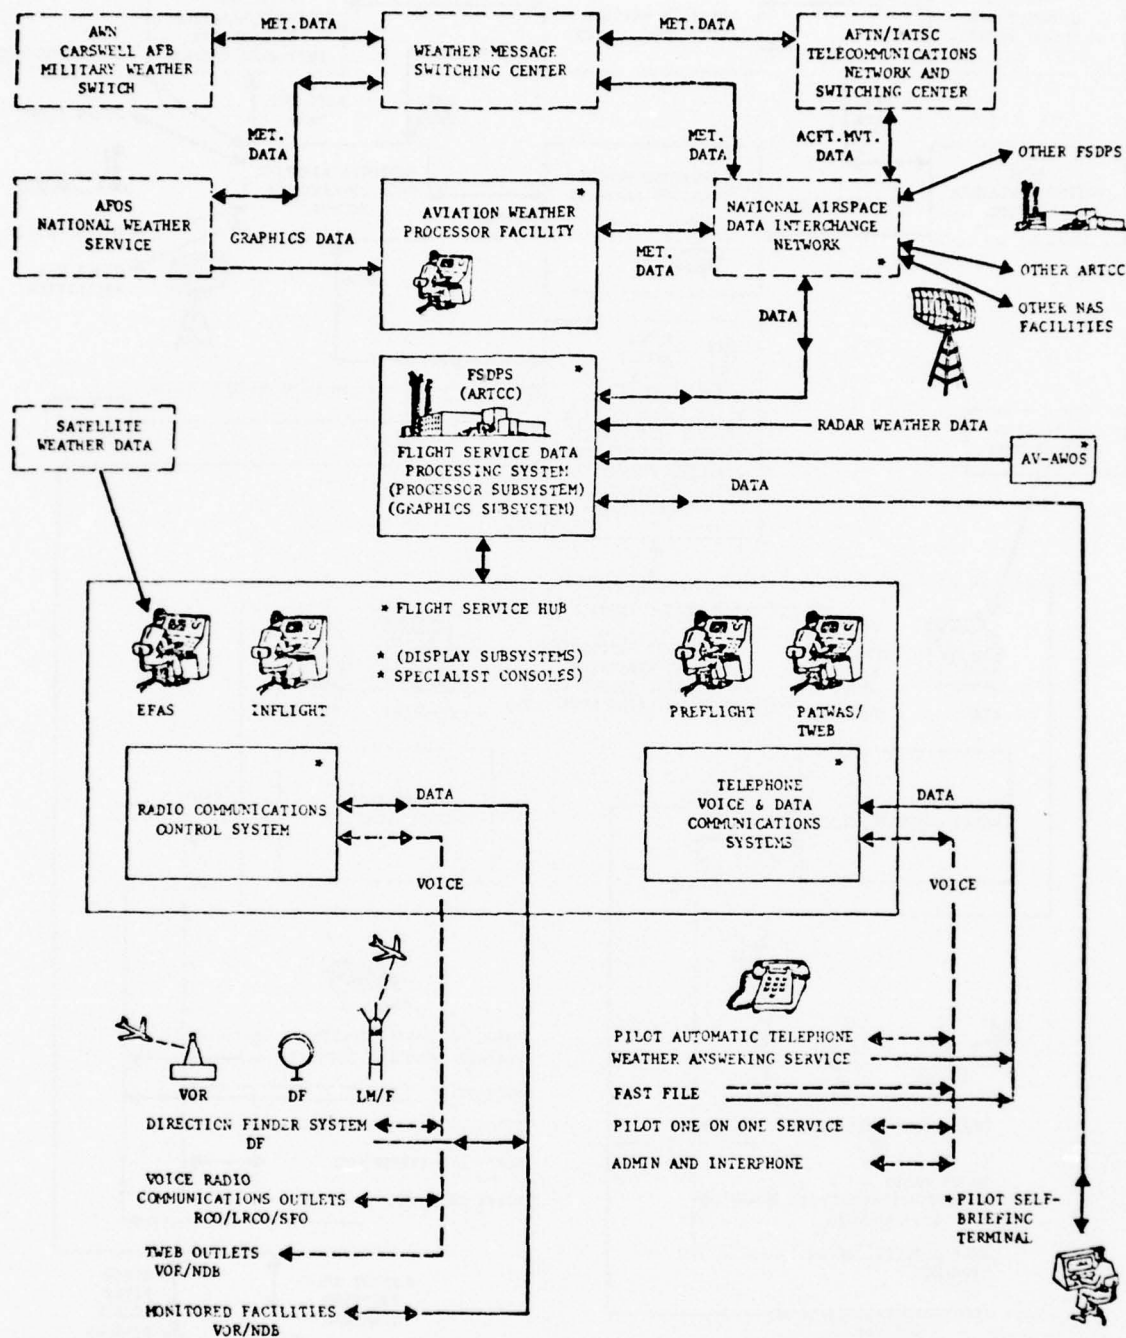 AWN
CARSWELL AFB
MILITARY WEATHER
SWITCH
MET.DATA
WEATHER MESSAGE
SWITCHING CENTER
MET.DATA
AFTN/IATSC
TELECOMMUNICATIONS
NETWORK AND
SWITCHING CENTER
MET.
DATA
MET.
DATA
ACFT.MVT.
DATA
OTHER FSDPS
AFOS
NATIONAL WEATHER
SERVICE
GRAPHICS DATA
*
AVIATION WEATHER
PROCESSOR FACILITY
MET.
DATA
NATIONAL AIRSPACE
DATA INTERCHANGE
NETWORK
*
OTHER ARTCC
OTHER NAS
FACILITIES
DATA
FSDPS *
(ARTCC)
FLIGHT SERVICE DATA
PROCESSING SYSTEM
(PROCESSOR SUBSYSTEM)
(GRAPHICS SUBSYSTEM)
RADAR WEATHER DATA
*
AV-AWOS
DATA
SATELLITE
WEATHER DATA
* FLIGHT SERVICE HUB
* (DISPLAY SUBSYSTEMS)
* SPECIALIST CONSOLES)
EFAS
INFLIGHT
PREFLIGHT
PATWAS/
TWEB
*
RADIO COMMUNICATIONS
CONTROL SYSTEM
DATA
VOICE
*
TELEPHONE
VOICE & DATA
COMMUNICATIONS
SYSTEMS
DATA
VOICE
VOR
DF
LM/F
DIRECTION FINDER SYSTEM
DF
VOICE RADIO
COMMUNICATIONS OUTLETS
RCO/LRCO/SFO
TWEB OUTLETS
VOR/NDB
MONITORED FACILITIES
VOR/NDB
PILOT AUTOMATIC TELEPHONE
WEATHER ANSWERING SERVICE
FAST FILE
PILOT ONE ON ONE SERVICE
ADMIN AND INTERPHONE
* PILOT SELF-
BRIEFING
TERMINAL